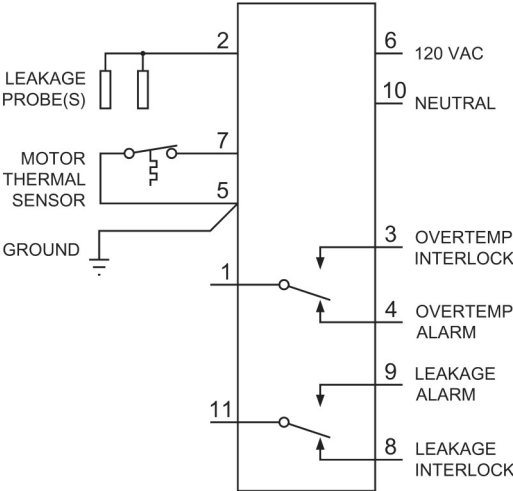 2
6
120 VAC
LEAKAGE
PROBE(S)
10
NEUTRAL
7
MOTOR
THERMAL
SENSOR
5
GROUND
3
OVERTEMP
INTERLOCK
1
4
OVERTEMP
ALARM
9
LEAKAGE
ALARM
11
8
LEAKAGE
INTERLOCK